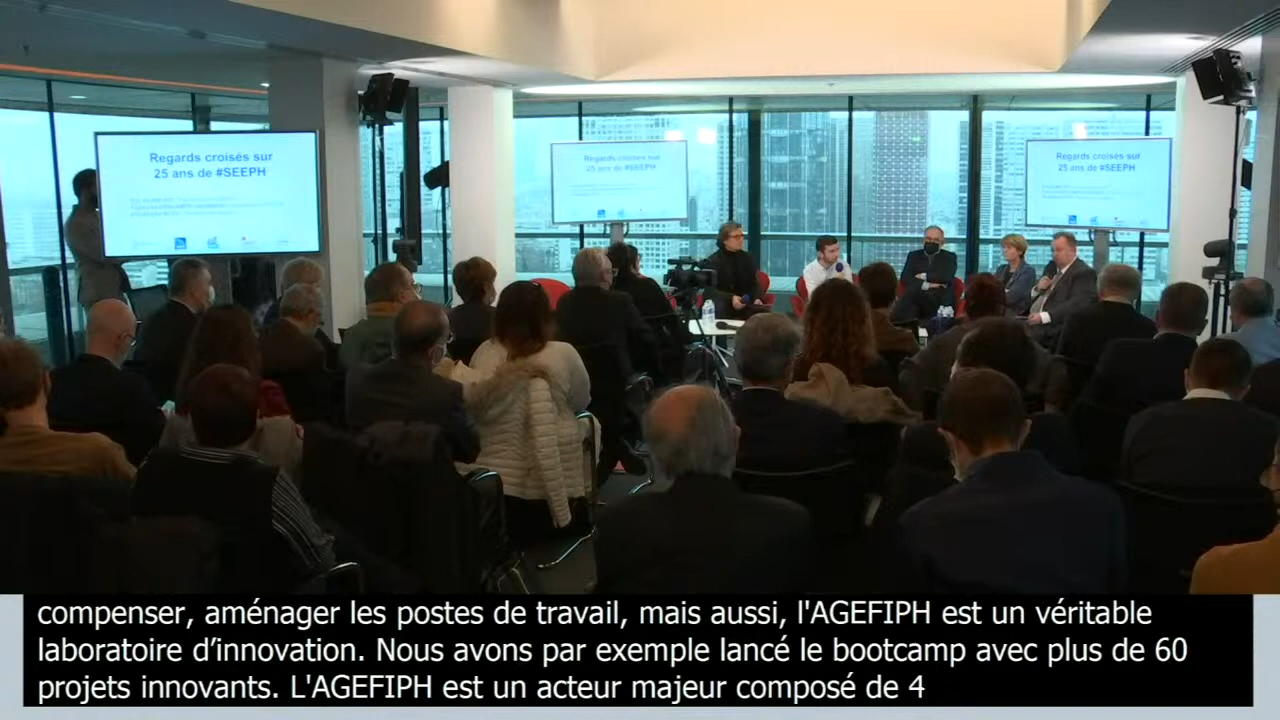 Regards croisés sur
25 ans de #SEEPH
Regards croisés sur
25 ans de #SEEPH
Regards croisés sur
25 ans de #SEEPH
compenser, aménager les postes de travail, mais aussi, l'AGEFIPH est un véritable
laboratoire d’innovation. Nous avons par exemple lancé le bootcamp avec plus de 60
projets innovants. L'AGEFIPH est un acteur majeur composé de 4